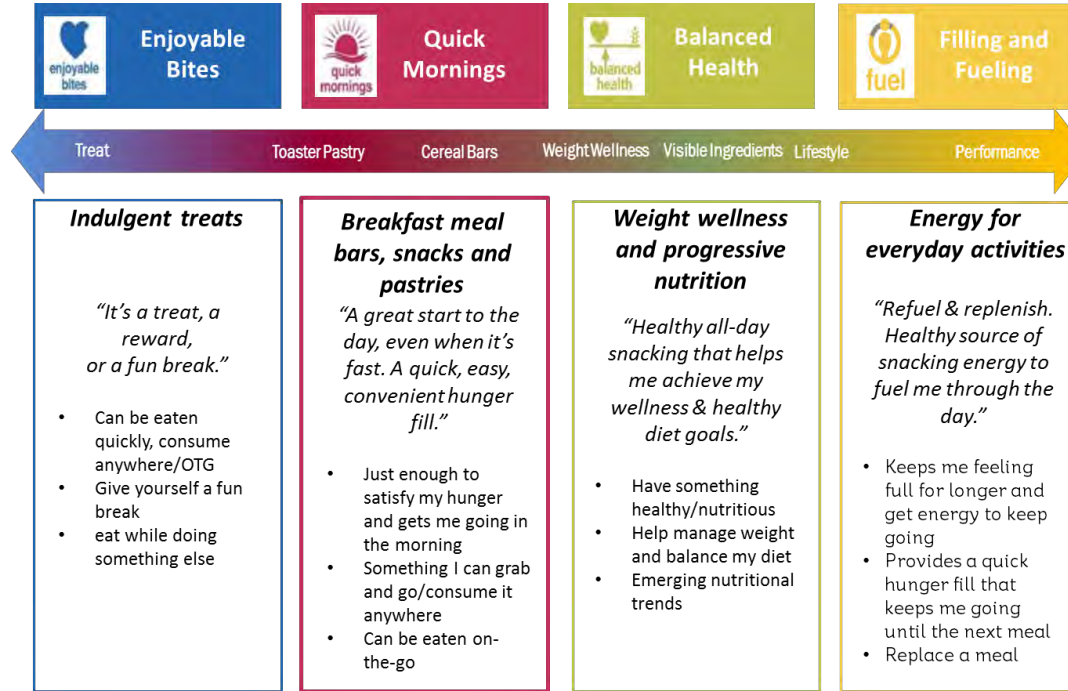 enjoyable
bites
Enjoyable
Bites
quick
mornings
Quick
Mornings
balanced
health
Balanced
Health
fuel
Filling and
Fueling
Treat
Toaster Pastry
Cereal Bars
Weight Wellness
Visible Ingredients
Lifestyle
Performance
Indulgent treats
“It’s a treat, a
reward,
or a fun break.”
• Can be eaten
quickly, consume
anywhere/OTG
• Give yourself a fun
break
• eat while doing
something else
Breakfast meal
bars, snacks and
pastries
“A great start to the
day, even when it’s
fast. A quick, easy,
convenient hunger
fill.”
• Just enough to
satisfy my hunger
and gets me going in
the morning
• Something I can grab
and go/consume it
anywhere
• Can be eaten on-
the-go
Weight wellness
and progressive
nutrition
“Healthy all-day
snacking that helps
me achieve my
wellness & healthy
diet goals.”
• Have something
healthy/nutritious
• Help manage weight
and balance my diet
• Emerging nutritional
trends
Energy for
everyday activities
“Refuel & replenish.
Healthy source of
snacking energy to
fuel me through the
day.”
• Keeps me feeling
full for longer and
get energy to keep
going
• Provides a quick
hunger fill that
keeps me going
until the next meal
• Replace a meal